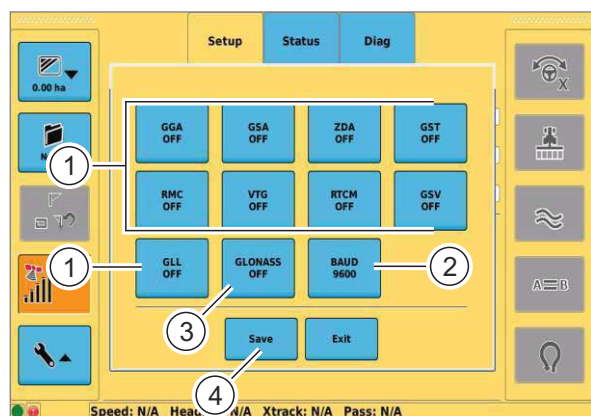 Setup Status Diag
0.00 ha
X
GGA
OFF
GSA
OFF
ZDA
OFF
GST
OFF
1
RMC
OFF
VTG
OFF
RTCM
OFF
GSV
OFF
1
GLL
OFF
GLONASS
OFF
BAUD
9600
2
A=B
3
Save Exit
4
Speed: N/A N/A Xtrack: N/A Pass: N/A